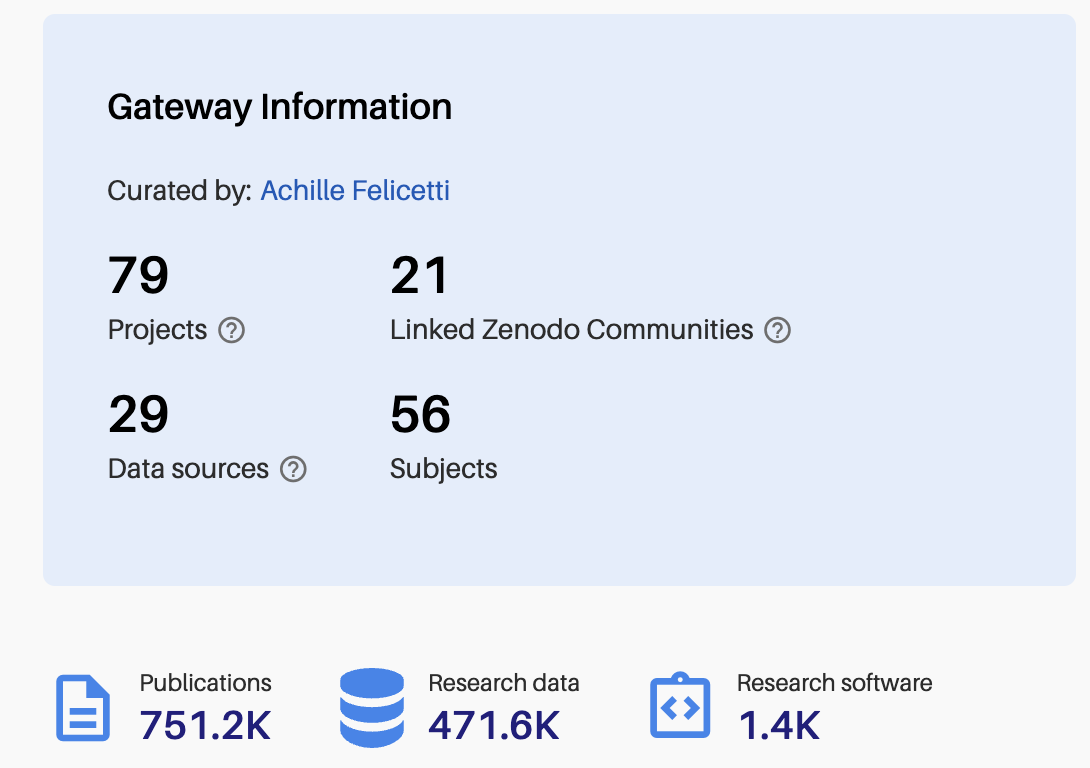 Gateway Information
Curated by: Achille Felicetti
79 21
Projects ? Linked Zenodo Communities ?
29 56
Data sources ? Subjects
Publications Research data Research software
751.2K 471.6K 1.4K